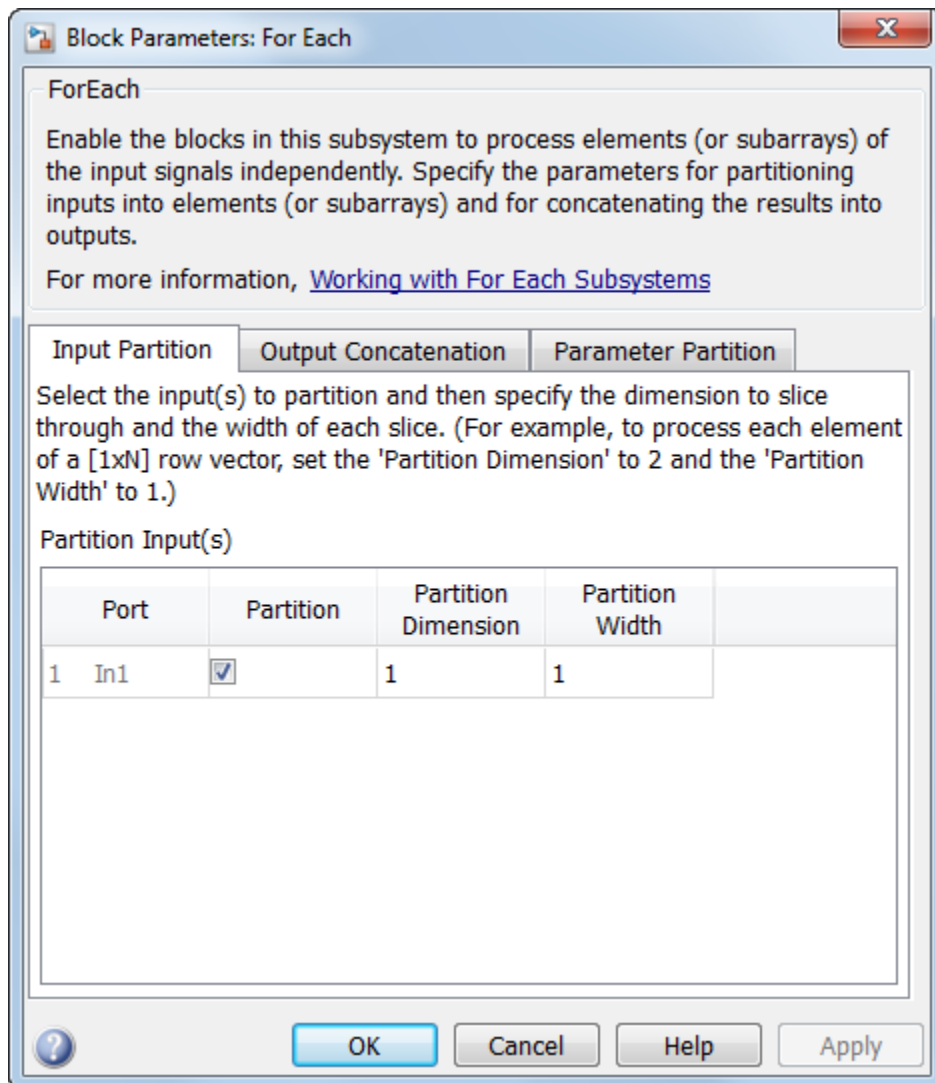 Block Parameters: For Each
X
ForEach
Enable the blocks in this subsystem to process elements (or subarrays) of
the input signals independently. Specify the parameters for partitioning
inputs into elements (or subarrays) and for concatenating the results into
outputs.
For more information, Working with For Each Subsystems
Input Partition Output Concatenation Parameter Partition
Select the input(s) to partition and then specify the dimension to slice
through and the width of each slice. (For example, to process each element
of a [1xN] row vector, set the 'Partition Dimension' to 2 and the 'Partition
Width' to 1.)
Partition Input(s)
Port Partition Partition Dimension Partition Width
1 In1 1 1
? OK Cancel Help Apply